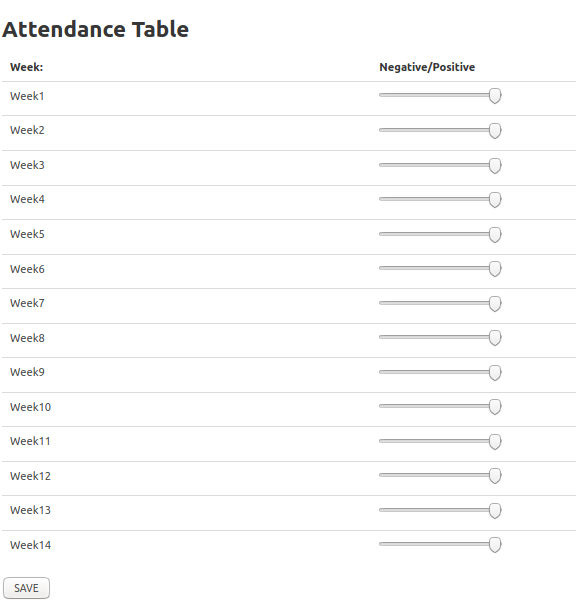 Attendance Table
Week: Negative/Positive
Week1
Week2
Week3
Week4
Week5
Week6
Week7
Week8
Week9
Week10
Week11
Week12
Week13
Week14
SAVE